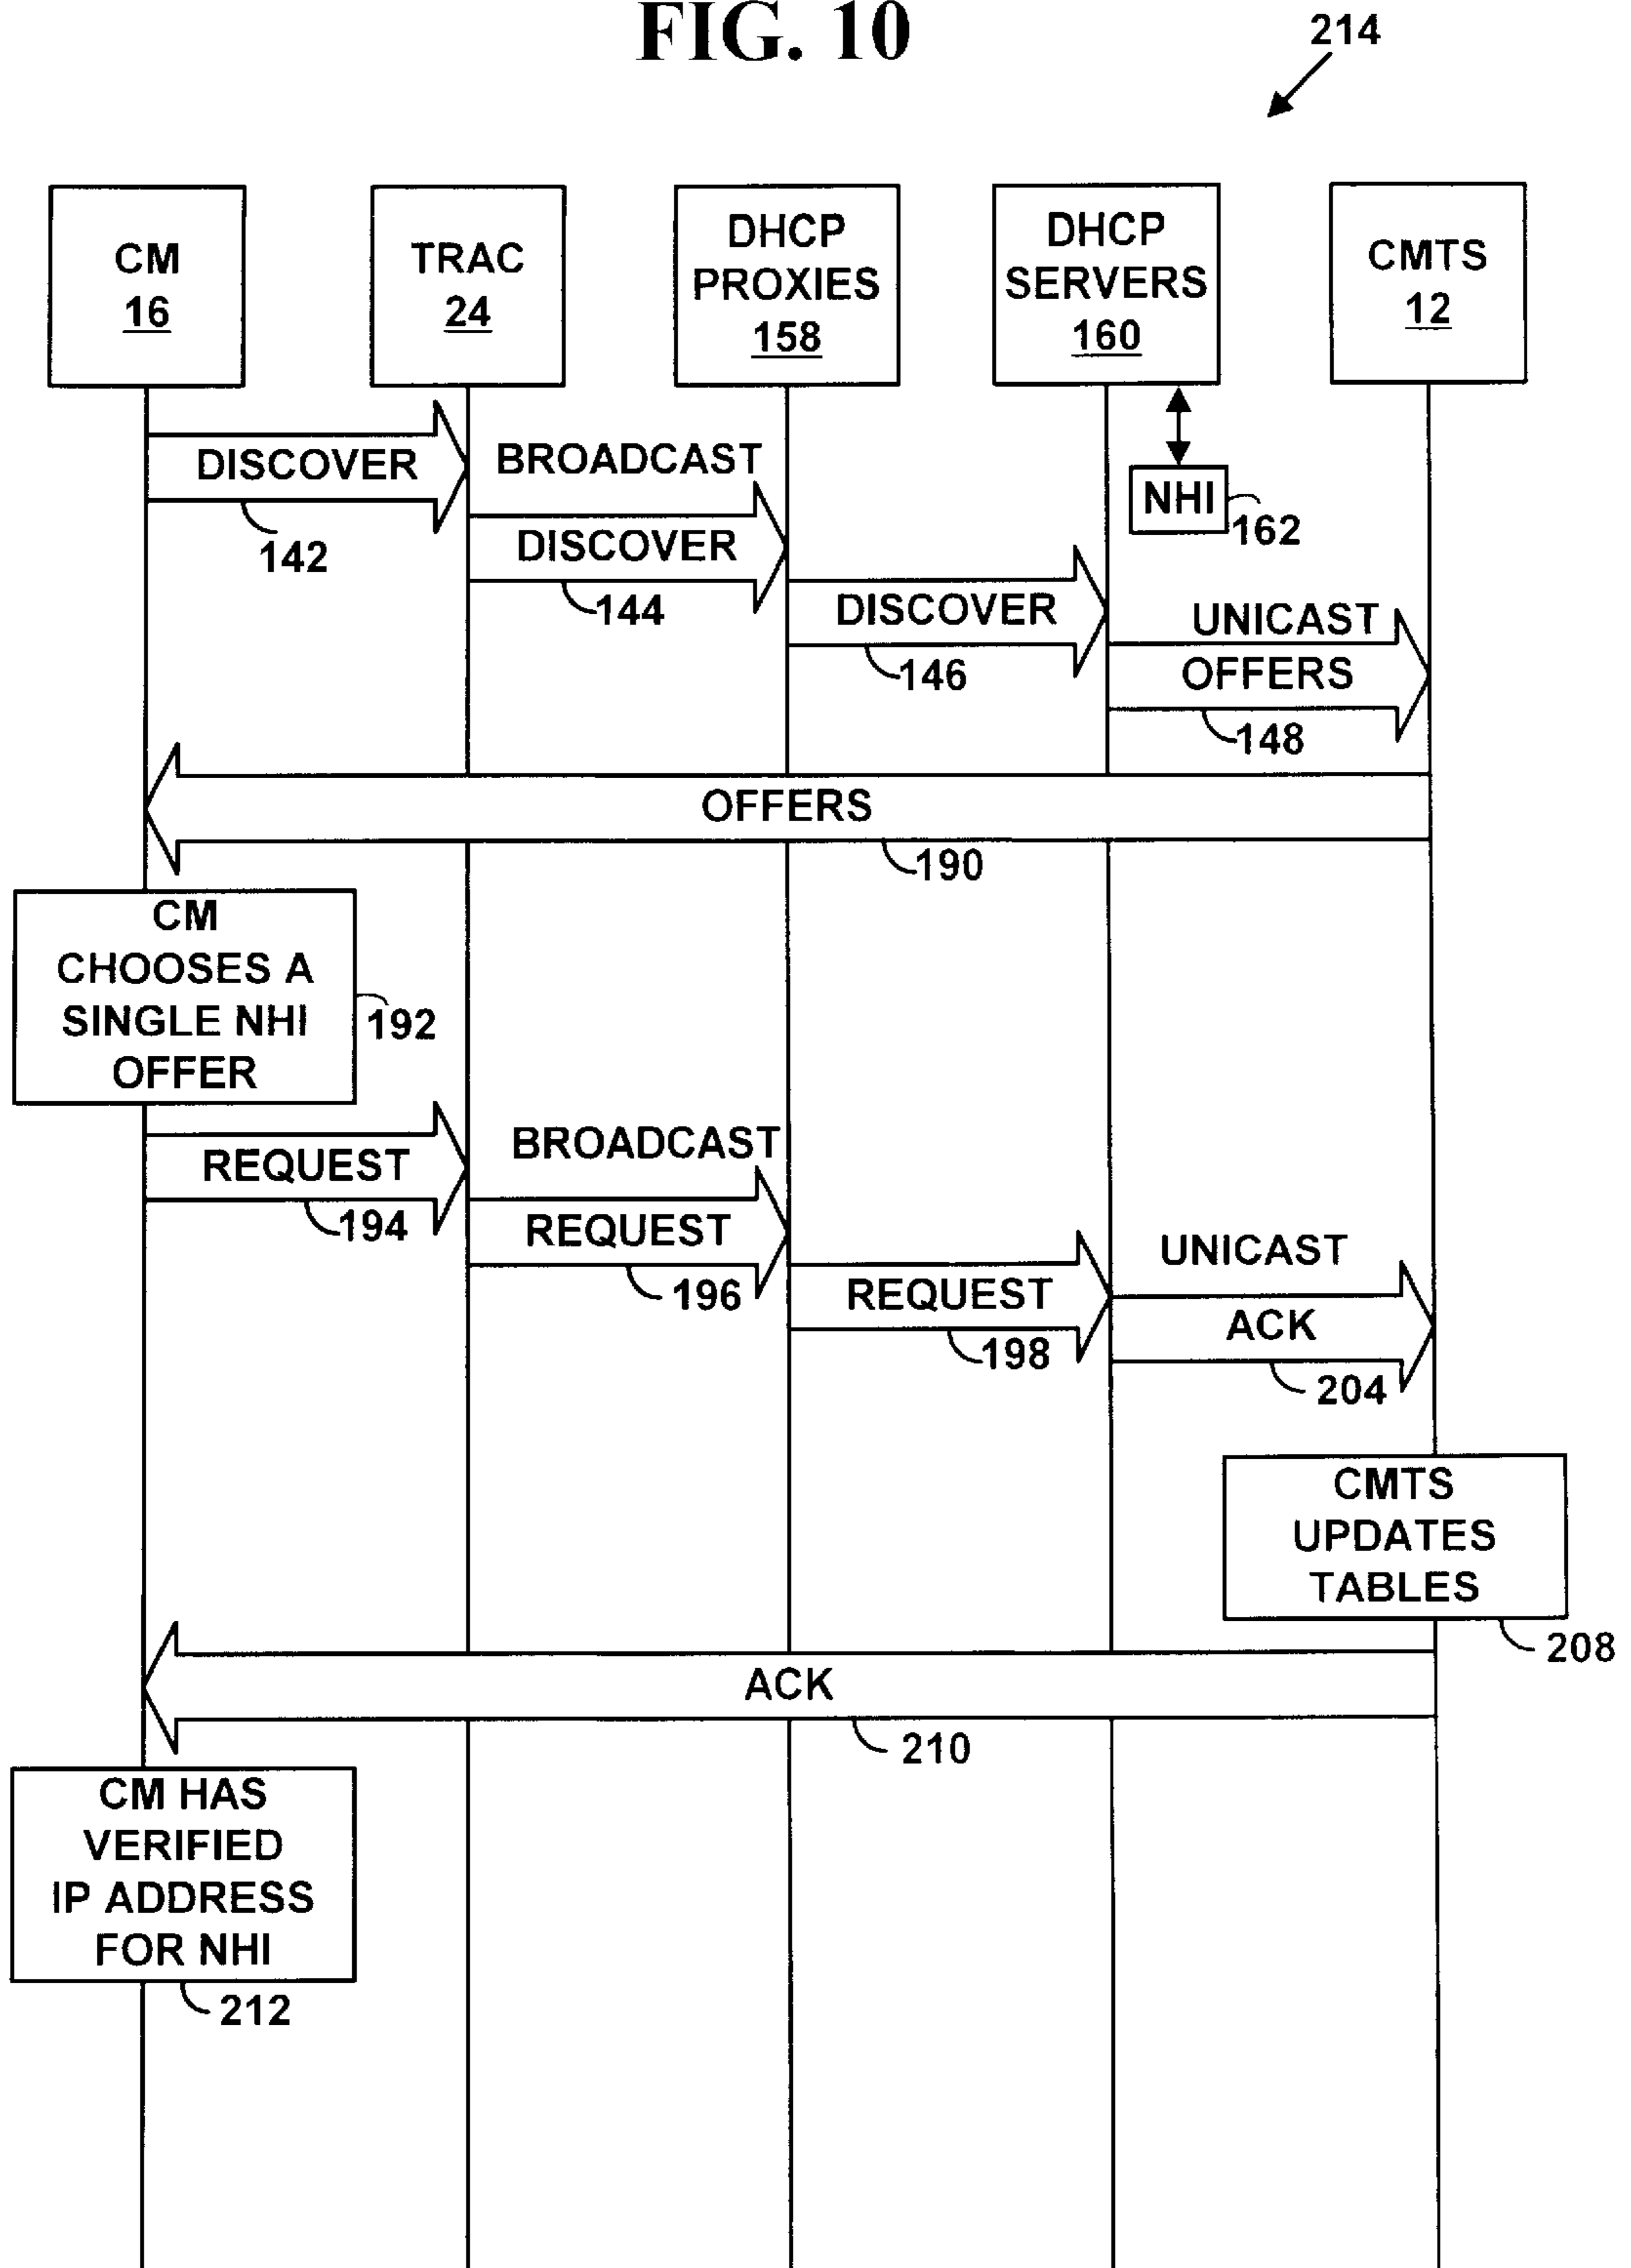 FIG. 10
214
CM
16
TRAC
24
DHCP
PROXIES
158
DHCP
SERVERS
160
CMTS
12
DISCOVER
142
BROADCAST
DISCOVER
144
NHI
162
DISCOVER
146
UNICAST
OFFERS
148
OFFERS
190
CM
CHOOSES A
SINGLE NHI
OFFER
192
REQUEST
194
BROADCAST
REQUEST
196
REQUEST
198
UNICAST
ACK
204
CMTS
UPDATES
TABLES
208
ACK
210
CM HAS
VERIFIED
IP ADDRESS
FOR NHI
212